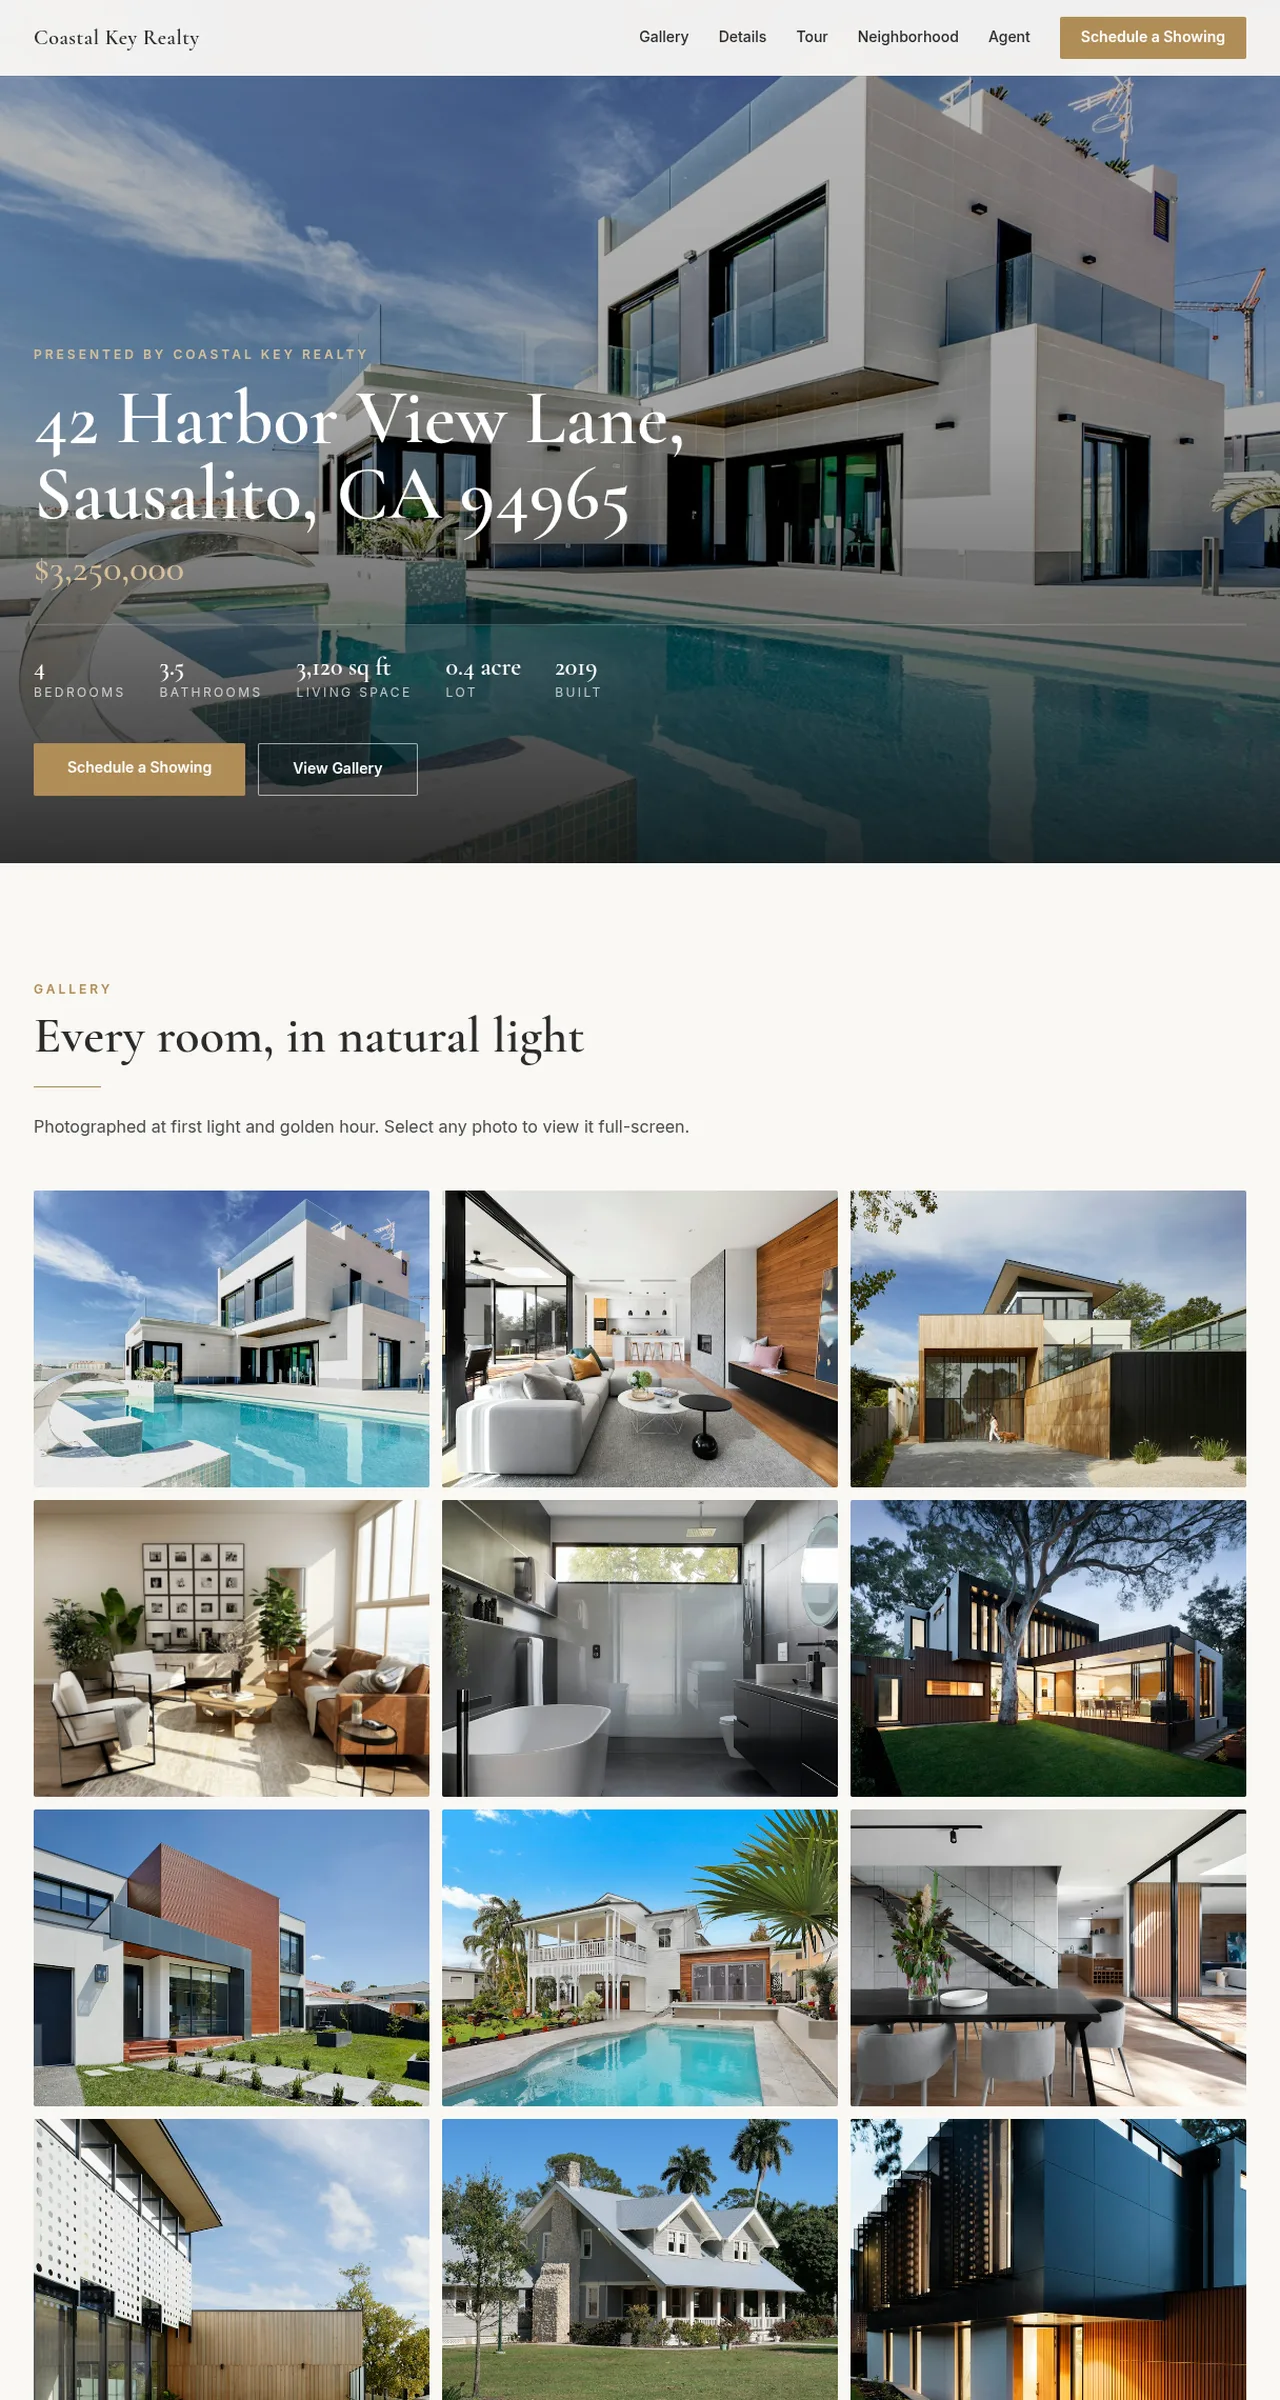 Coastal Key Realty
Gallery
Details
Tour
Neighborhood
Agent
Schedule a Showing
PRESENTED BY COASTAL KEY REALTY
42 Harbor View Lane,
Sausalito, CA 94965
$3,250,000
4
BEDROOMS
3.5
BATHROOMS
3,120 sq ft
LIVING SPACE
0.4 acre
LOT
2019
BUILT
Schedule a Showing
View Gallery
GALLERY
Every room, in natural light
Photographed at first light and golden hour. Select any photo to view it full-screen.